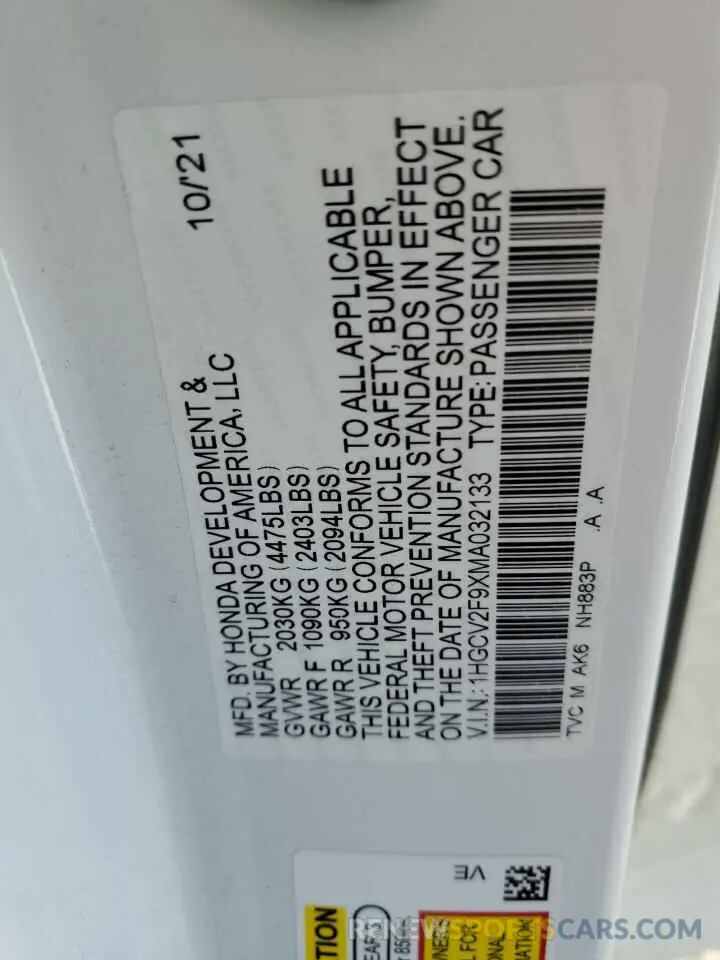 MFD. BY HONDA DEVELOPMENT & 10/'21
MANUFACTURING OF AMERICA, LLC
GVWR 2030KG (4475LBS)
GAWR F 1090KG (2403LBS)
GAWR R 950KG (2094LBS)
THIS VEHICLE CONFORMS TO ALL APPLICABLE
FEDERAL MOTOR VEHICLE SAFETY, BUMPER,
AND THEFT PREVENTION STANDARDS IN EFFECT
ON THE DATE OF MANUFACTURE SHOWN ABOVE.
V.I.N.: 1HGCV2F9XMA032133 TYPE: PASSENGER CAR
TVC M AK6 NH883P .A .A
VE
RENEWSPORTSCARS.COM